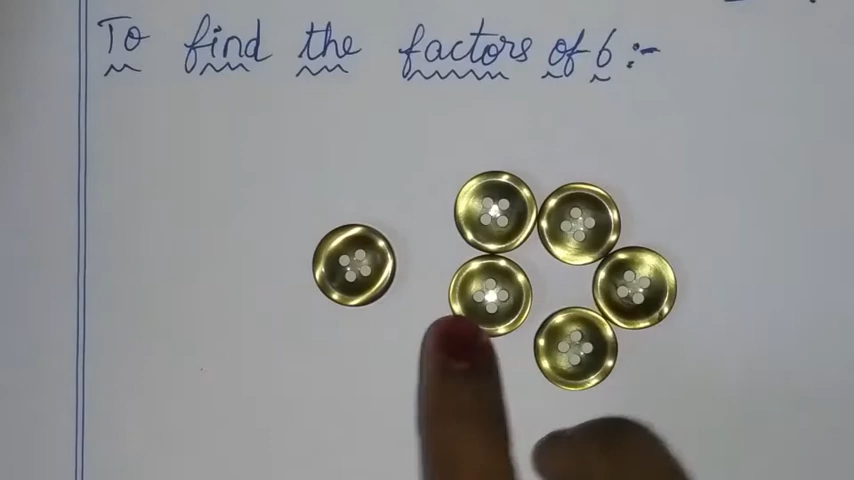 To find the factors of 6 :-